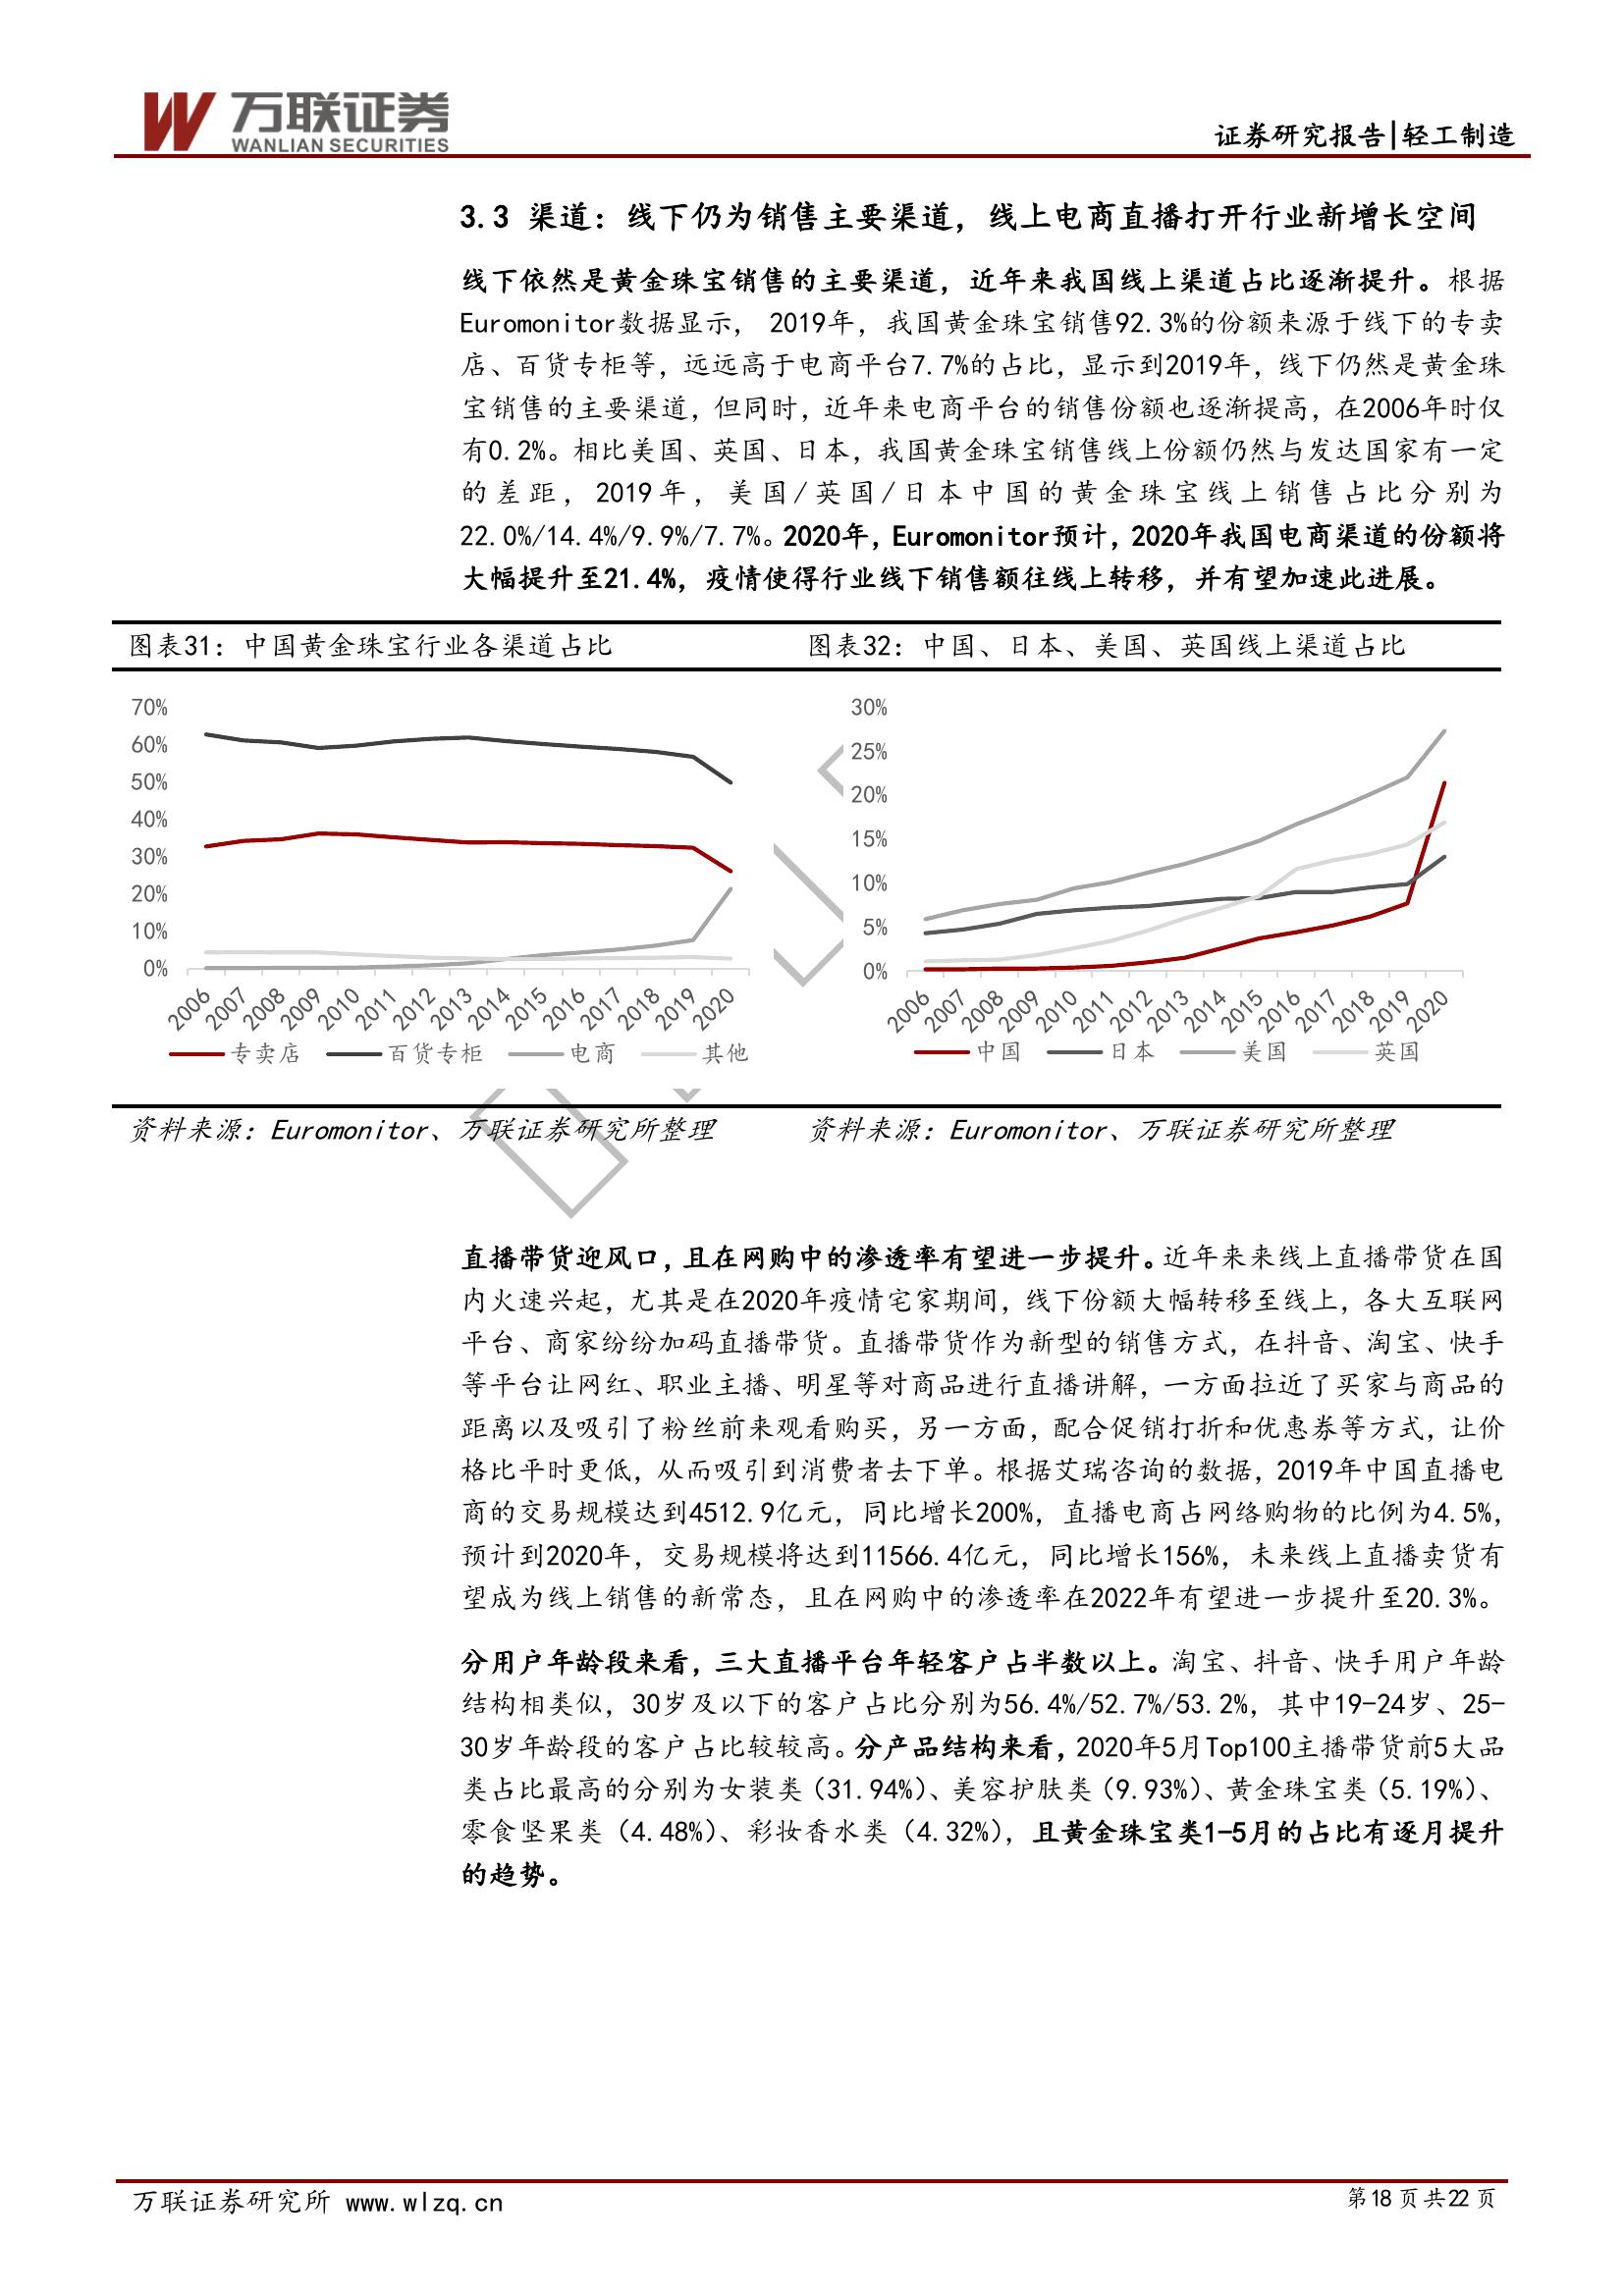 万联证券
WANLIAN SECURITIES
证券研究报告|轻工制造
3.3 渠道：线下仍为销售主要渠道，线上电商直播打开行业新增长空间
线下依然是黄金珠宝销售的主要渠道，近年来我国线上渠道占比逐渐提升。根据
Euromonitor数据显示， 2019年，我国黄金珠宝销售92.3%的份额来源于线下的专卖
店、百货专柜等，远远高于电商平台7.7%的占比，显示到2019年，线下仍然是黄金珠
宝销售的主要渠道，但同时，近年来电商平台的销售份额也逐渐提高，在2006年时仅
有0.2%。相比美国、英国、日本，我国黄金珠宝销售线上份额仍然与发达国家有一定
的差距，2019年，美国/英国/日本中国的黄金珠宝线上销售占比分别为
22.0%/14.4%/9.9%/7.7%。2020年，Euromonitor预计，2020年我国电商渠道的份额将
大幅提升至21.4%，疫情使得行业线下销售额往线上转移，并有望加速此进展。
图表31：中国黄金珠宝行业各渠道占比
70%
60%
50%
40%
30%
20%
10%
0%
2006 2007 2008 2009 2010 2011 2012 2013 2014 2015 2016 2017 2018 2019 2020
专卖店 百货专柜 电商 其他
资料来源：Euromonitor、万联证券研究所整理
图表32：中国、日本、美国、英国线上渠道占比
30%
25%
20%
15%
10%
5%
0%
2006 2007 2008 2009 2010 2011 2012 2013 2014 2015 2016 2017 2018 2019 2020
中国 日本 美国 英国
资料来源：Euromonitor、万联证券研究所整理
直播带货迎风口，且在网购中的渗透率有望进一步提升。近年来来线上直播带货在国
内火速兴起，尤其是在2020年疫情宅家期间，线下份额大幅转移至线上，各大互联网
平台、商家纷纷加码直播带货。直播带货作为新型的销售方式，在抖音、淘宝、快手
等平台让网红、职业主播、明星等对商品进行直播讲解，一方面拉近了买家与商品的
距离以及吸引了粉丝前来观看购买，另一方面，配合促销打折和优惠券等方式，让价
格比平时更低，从而吸引到消费者去下单。根据艾瑞咨询的数据，2019年中国直播电
商的交易规模达到4512.9亿元，同比增长200%，直播电商占网络购物的比例为4.5%，
预计到2020年，交易规模将达到11566.4亿元，同比增长156%，未来线上直播卖货有
望成为线上销售的新常态，且在网购中的渗透率在2022年有望进一步提升至20.3%。
分用户年龄段来看，三大直播平台年轻客户占半数以上。淘宝、抖音、快手用户年龄
结构相类似，30岁及以下的客户占比分别为56.4%/52.7%/53.2%，其中19-24岁、25-
30岁年龄段的客户占比较较高。分产品结构来看，2020年5月Top100主播带货前5大品
类占比最高的分别为女装类（31.94%）、美容护肤类（9.93%）、黄金珠宝类（5.19%）、
零食坚果类（4.48%）、彩妆香水类（4.32%），且黄金珠宝类1-5月的占比有逐月提升
的趋势。
万联证券研究所 www.wlzq.cn
第18页共22页